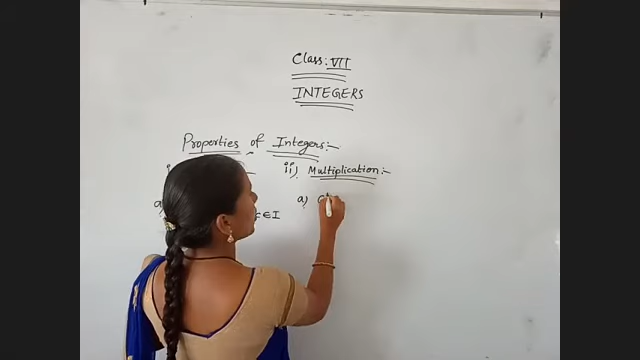 Class: VII
INTEGERS
Properties of Integers:-
ii) Multiplication:-
a)
∈ I